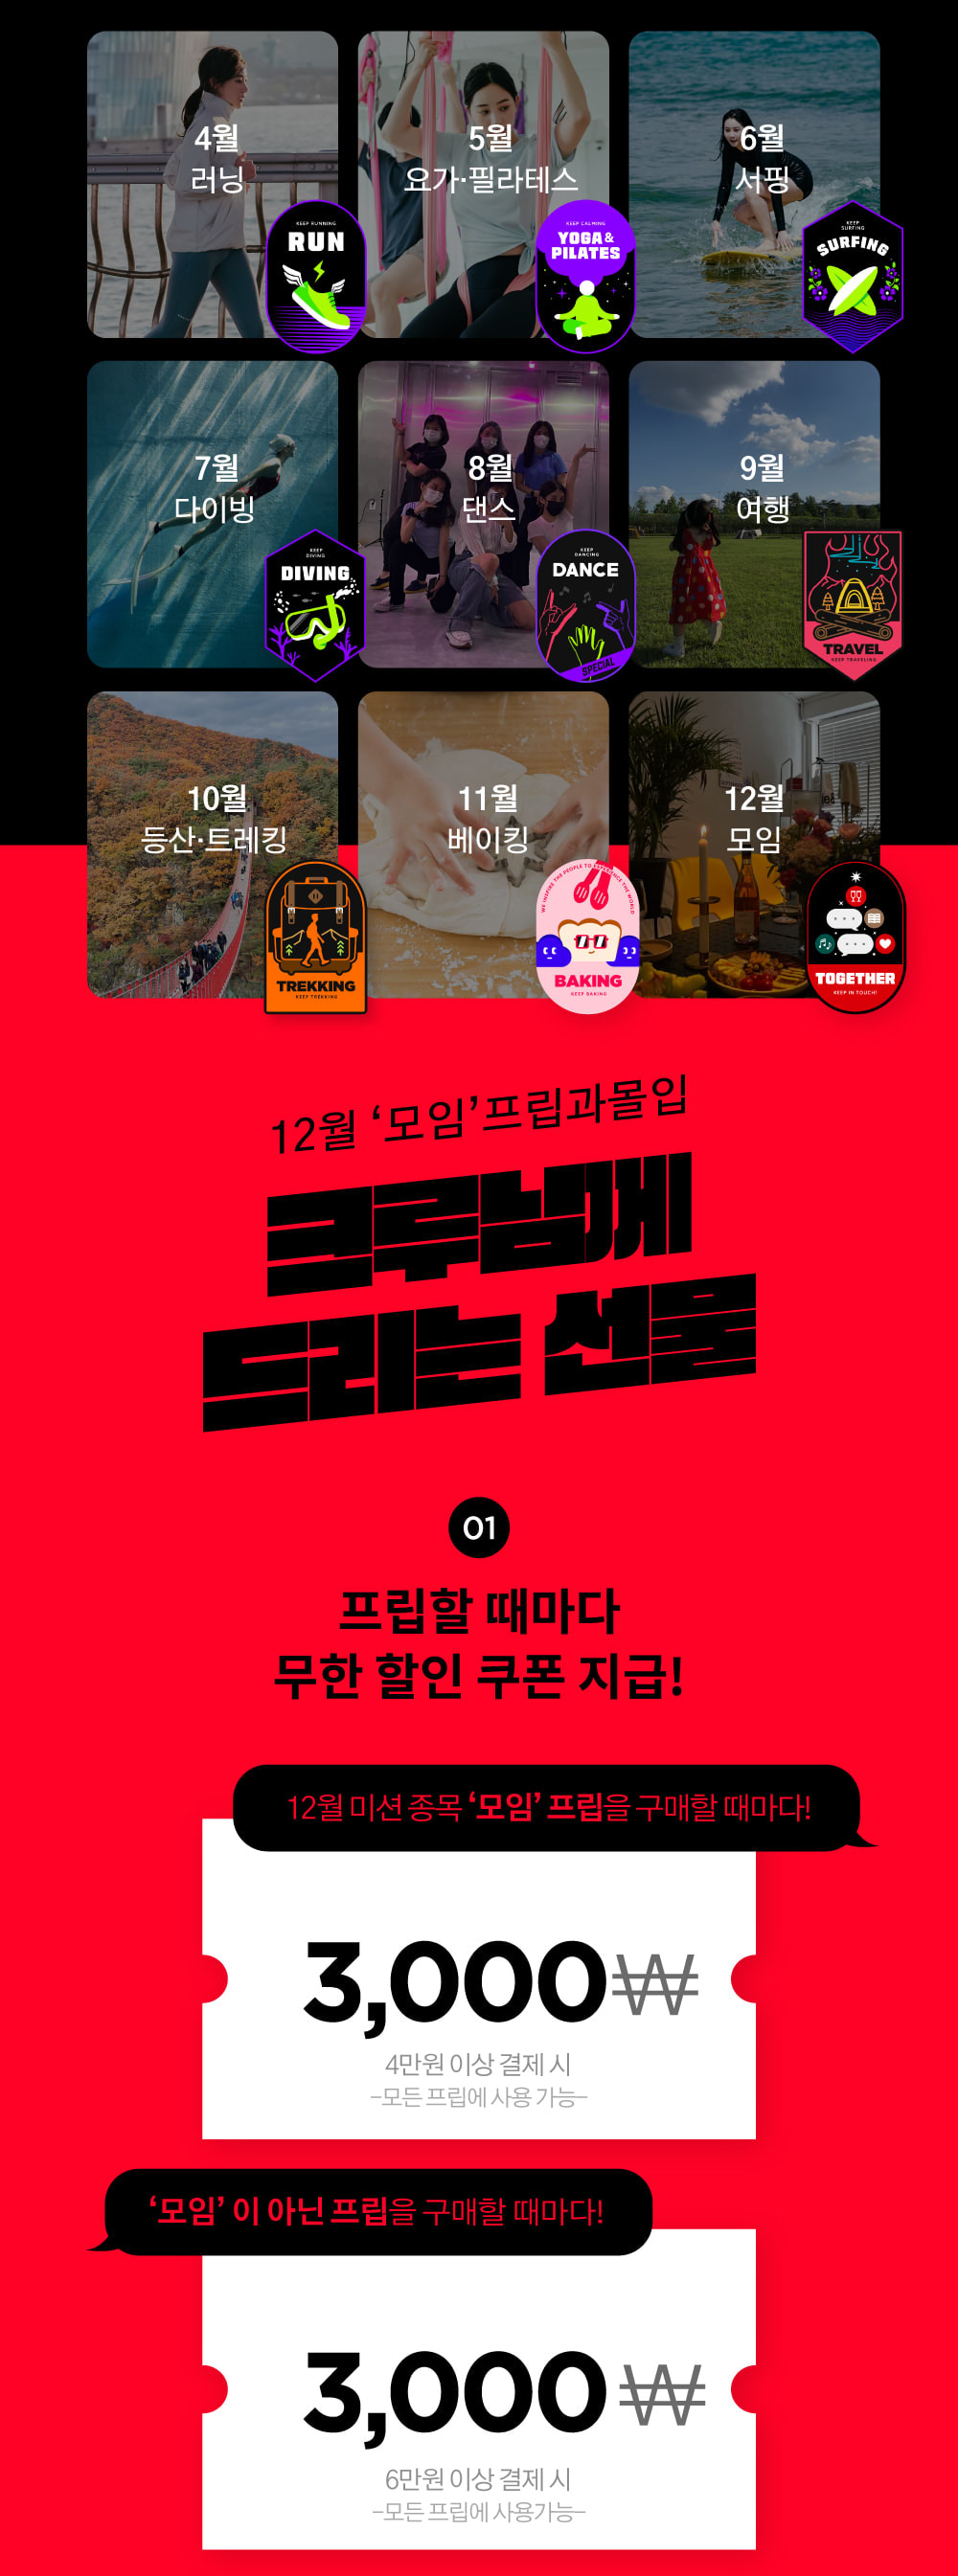 4월
러닝
KEEP RUNNING
RUN
5월
요가·필라테스
KEEP CALMING
YOGA &
PILATES
6월
서핑
KEEP
SURFING
SURFING
7월
다이빙
KEEP
DIVING
DIVING
8월
댄스
KEEP
DANCING
DANCE
SPECIAL
9월
여행
TRAVEL
KEEP TRAVELING
10월
등산·트레킹
TREKKING
KEEP TREKKING
11월
베이킹
WE INSPIRE THE PEOPLE TO EXPERIENCE THE WORLD
BAKING
KEEP BAKING
12월
모임
TOGETHER
KEEP IN TOUCH!
12월 ‘모임’프립과몰입
크루님께
드리는 선물
01
프립할 때마다
무한 할인 쿠폰 지급!
12월 미션 종목 ‘모임’ 프립을 구매할 때마다!
3,000₩
4만원 이상 결제 시
-모든 프립에 사용 가능-
‘모임’ 이 아닌 프립을 구매할 때마다!
3,000 ₩
6만원 이상 결제 시
-모든 프립에 사용가능-